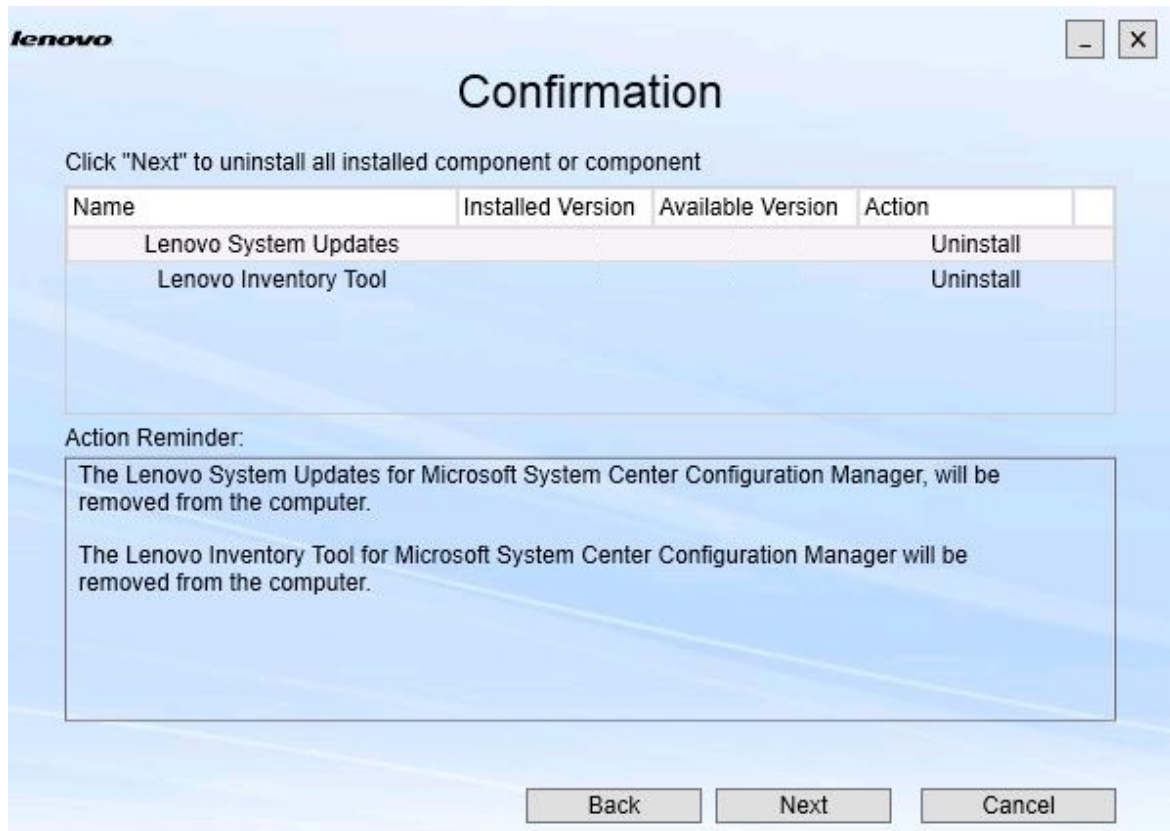 lenovo
Confirmation
Click "Next" to uninstall all installed component or component
Name Installed Version Available Version Action
Lenovo System Updates Uninstall
Lenovo Inventory Tool Uninstall
Action Reminder:
The Lenovo System Updates for Microsoft System Center Configuration Manager, will be
removed from the computer.
The Lenovo Inventory Tool for Microsoft System Center Configuration Manager will be
removed from the computer.
Back Next Cancel